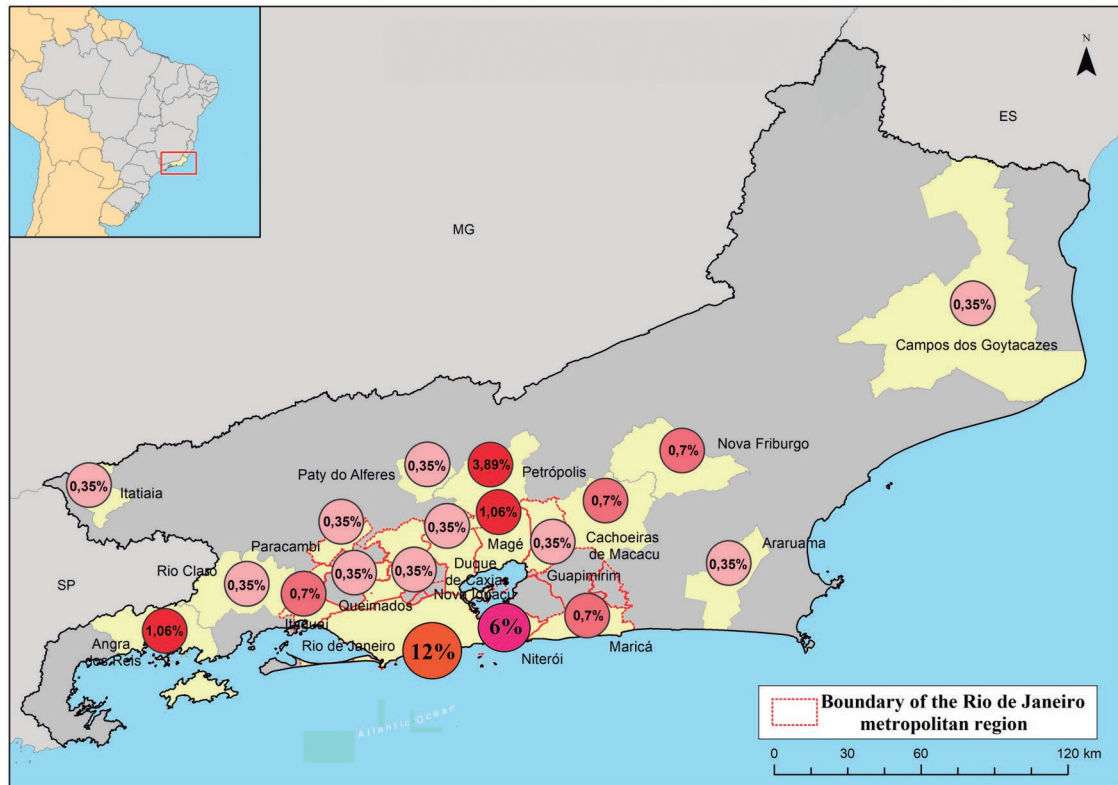 N
ES
MG
0,35%
Campos dos Goytacazes
0,7%
Nova Friburgo
0,35%
Paty do Alferes
3,89%
Petrópolis
0,35%
Itatiaia
0,7%
Cachoeiras
de Macacu
1,06%
Magé
0,35%
Paracambi
0,35%
0,35%
Guapimirim
0,35%
Araruama
SP
Rio Claro
0,35%
0,35%
Queimados
0,35%
Duque
de Caxias
Nova Iguaçu
0,7%
Itaguaí
0,7%
Maricá
1,06%
Angra
dos Reis
Rio de Janeiro
12%
6%
Niterói
Atlantic Ocean
Boundary of the Rio de Janeiro
metropolitan region
0 30 60 120 km